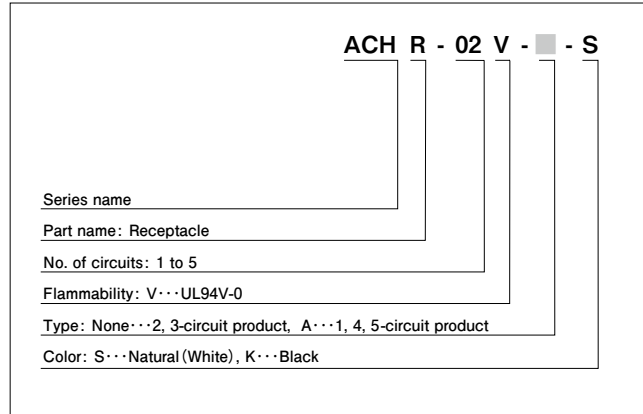 ACH R - 02 V - - S
Series name
Part name: Receptacle
No. of circuits: 1 to 5
Flammability: V･･･UL94V-0
Type: None･･･2, 3-circuit product, A･･･1, 4, 5-circuit product
Color: S･･･Natural(White), K･･･Black